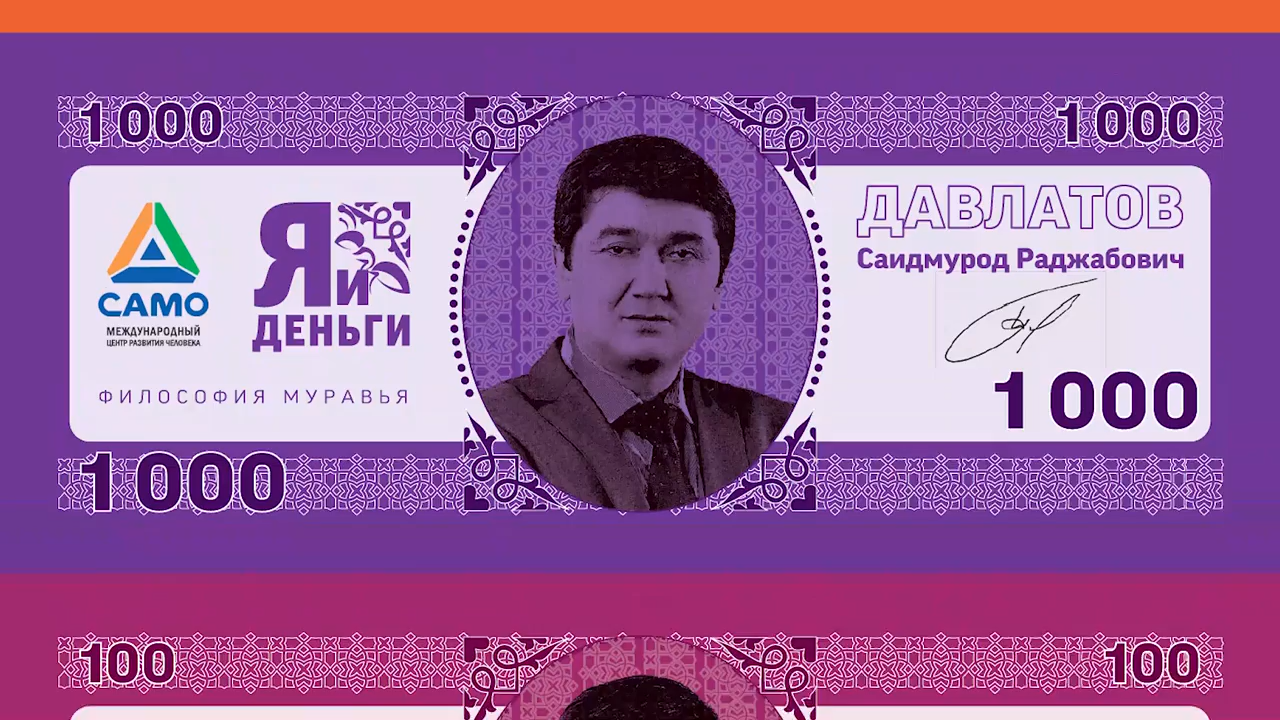 1000
1000
САМО
МЕЖДУНАРОДНЫЙ
ЦЕНТР РАЗВИТИЯ ЧЕЛОВЕКА
Я и
ДЕНЬГИ
ФИЛОСОФИЯ МУРАВЬЯ
ДАВЛАТОВ
Саидмурод Раджабович
1000
1000
100
100